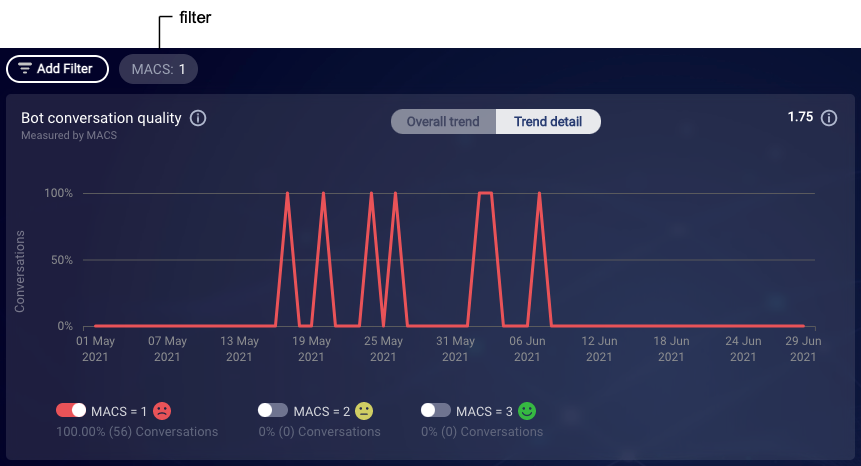 filter
Add Filter
MACS: 1
Bot conversation quality
Measured by MACS
Overall trend
Trend detail
1.75
Conversations
100%
50%
0%
01 May 2021
07 May 2021
13 May 2021
19 May 2021
25 May 2021
31 May 2021
06 Jun 2021
12 Jun 2021
18 Jun 2021
24 Jun 2021
29 Jun 2021
MACS = 1
100.00% (56) Conversations
MACS = 2
0% (0) Conversations
MACS = 3
0% (0) Conversations